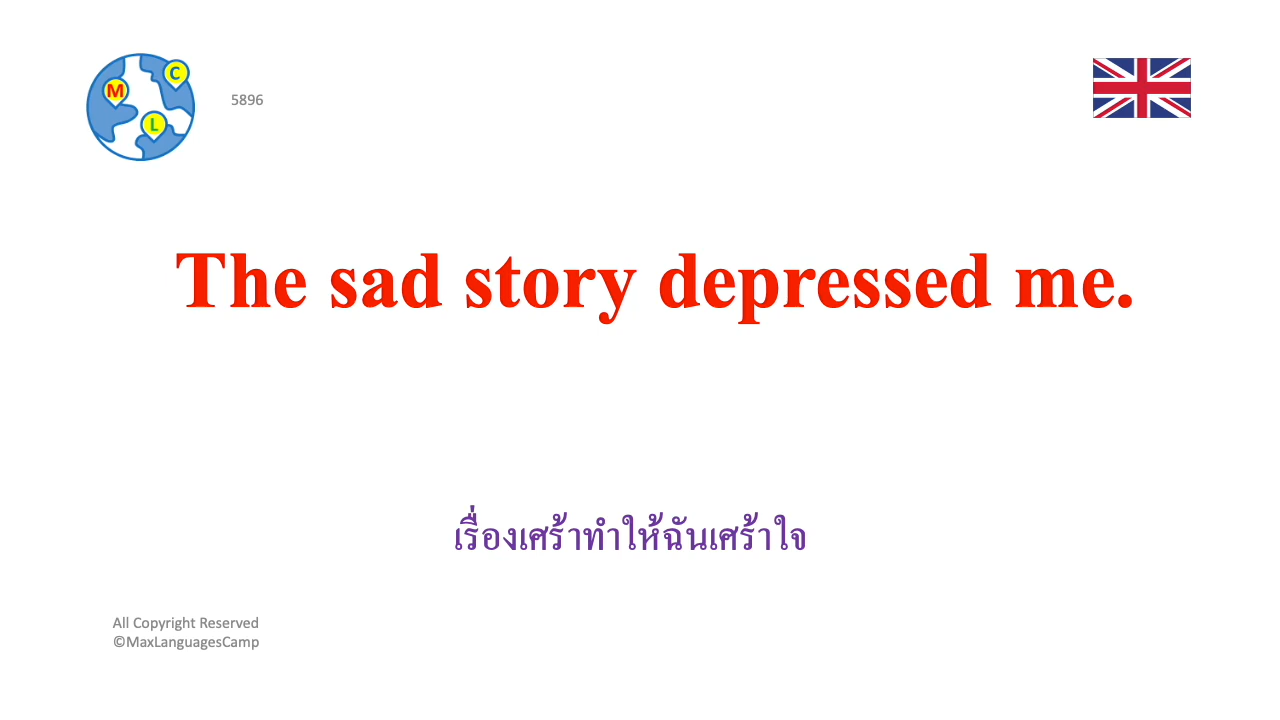 M
C
L
5896
The sad story depressed me.
เรื่องเศร้าทำให้ฉันเศร้าใจ
All Copyright Reserved
©MaxLanguagesCamp